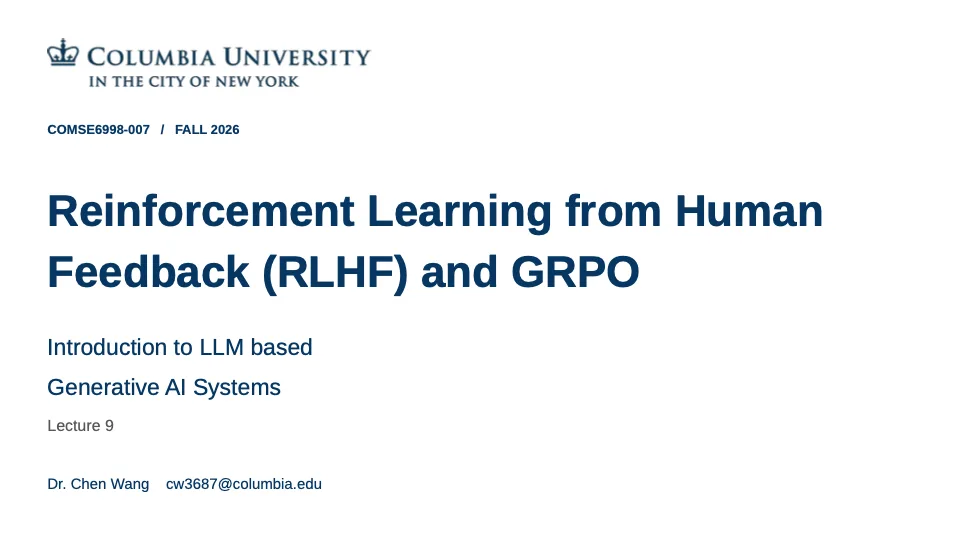 COLUMBIA UNIVERSITY
IN THE CITY OF NEW YORK
COMSE6998-007 / FALL 2026
Reinforcement Learning from Human
Feedback (RLHF) and GRPO
Introduction to LLM based
Generative AI Systems
Lecture 9
Dr. Chen Wang cw3687@columbia.edu